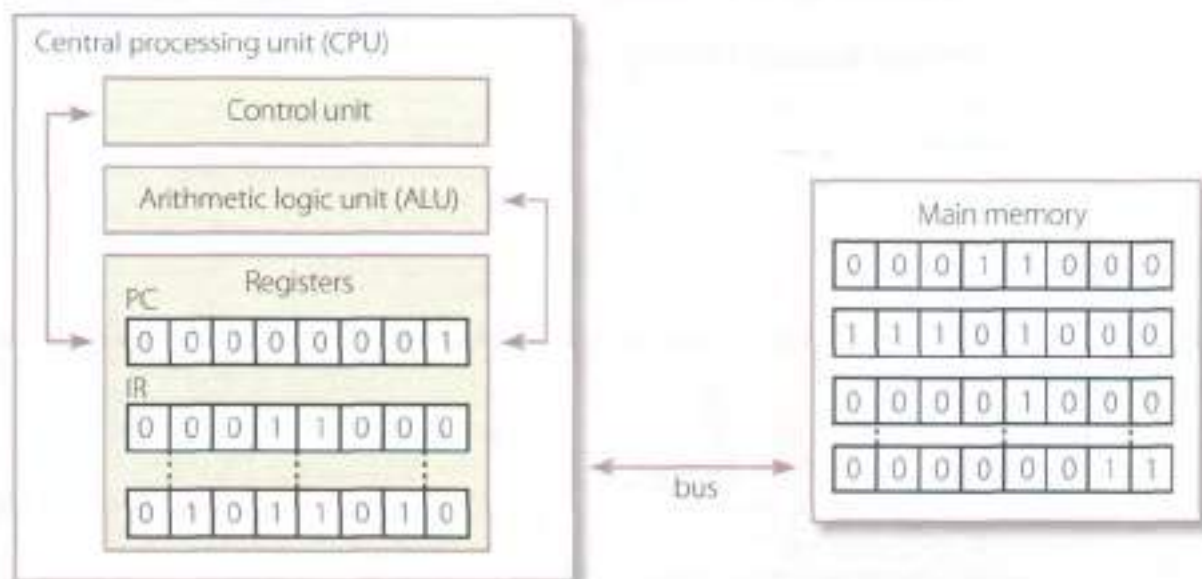 Central processing unit (CPU)
Control unit
Arithmetic logic unit (ALU)
Registers
PC
0 0 0 0 0 0 0 1
IR
0 0 0 1 1 0 0 0
0 1 0 1 1 0 1 0
bus
Main memory
0 0 0 1 1 0 0 0
1 1 1 0 1 0 0 0
0 0 0 0 1 0 0 0
0 0 0 0 0 0 1 1